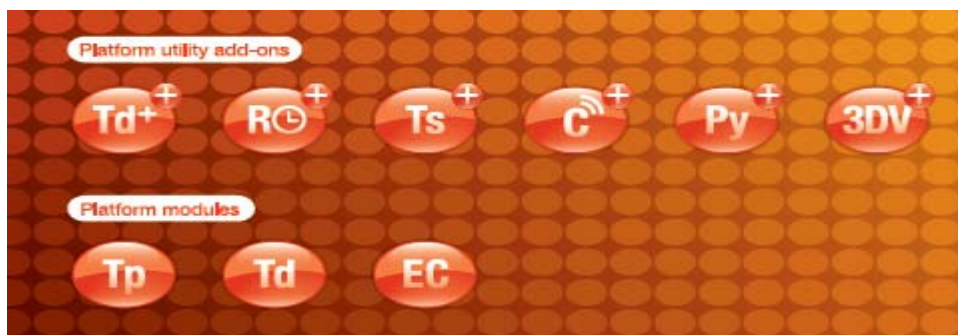 Platform utility add-ons
Td+ R Ts C Py 3DV
Platform modules
Tp Td EC